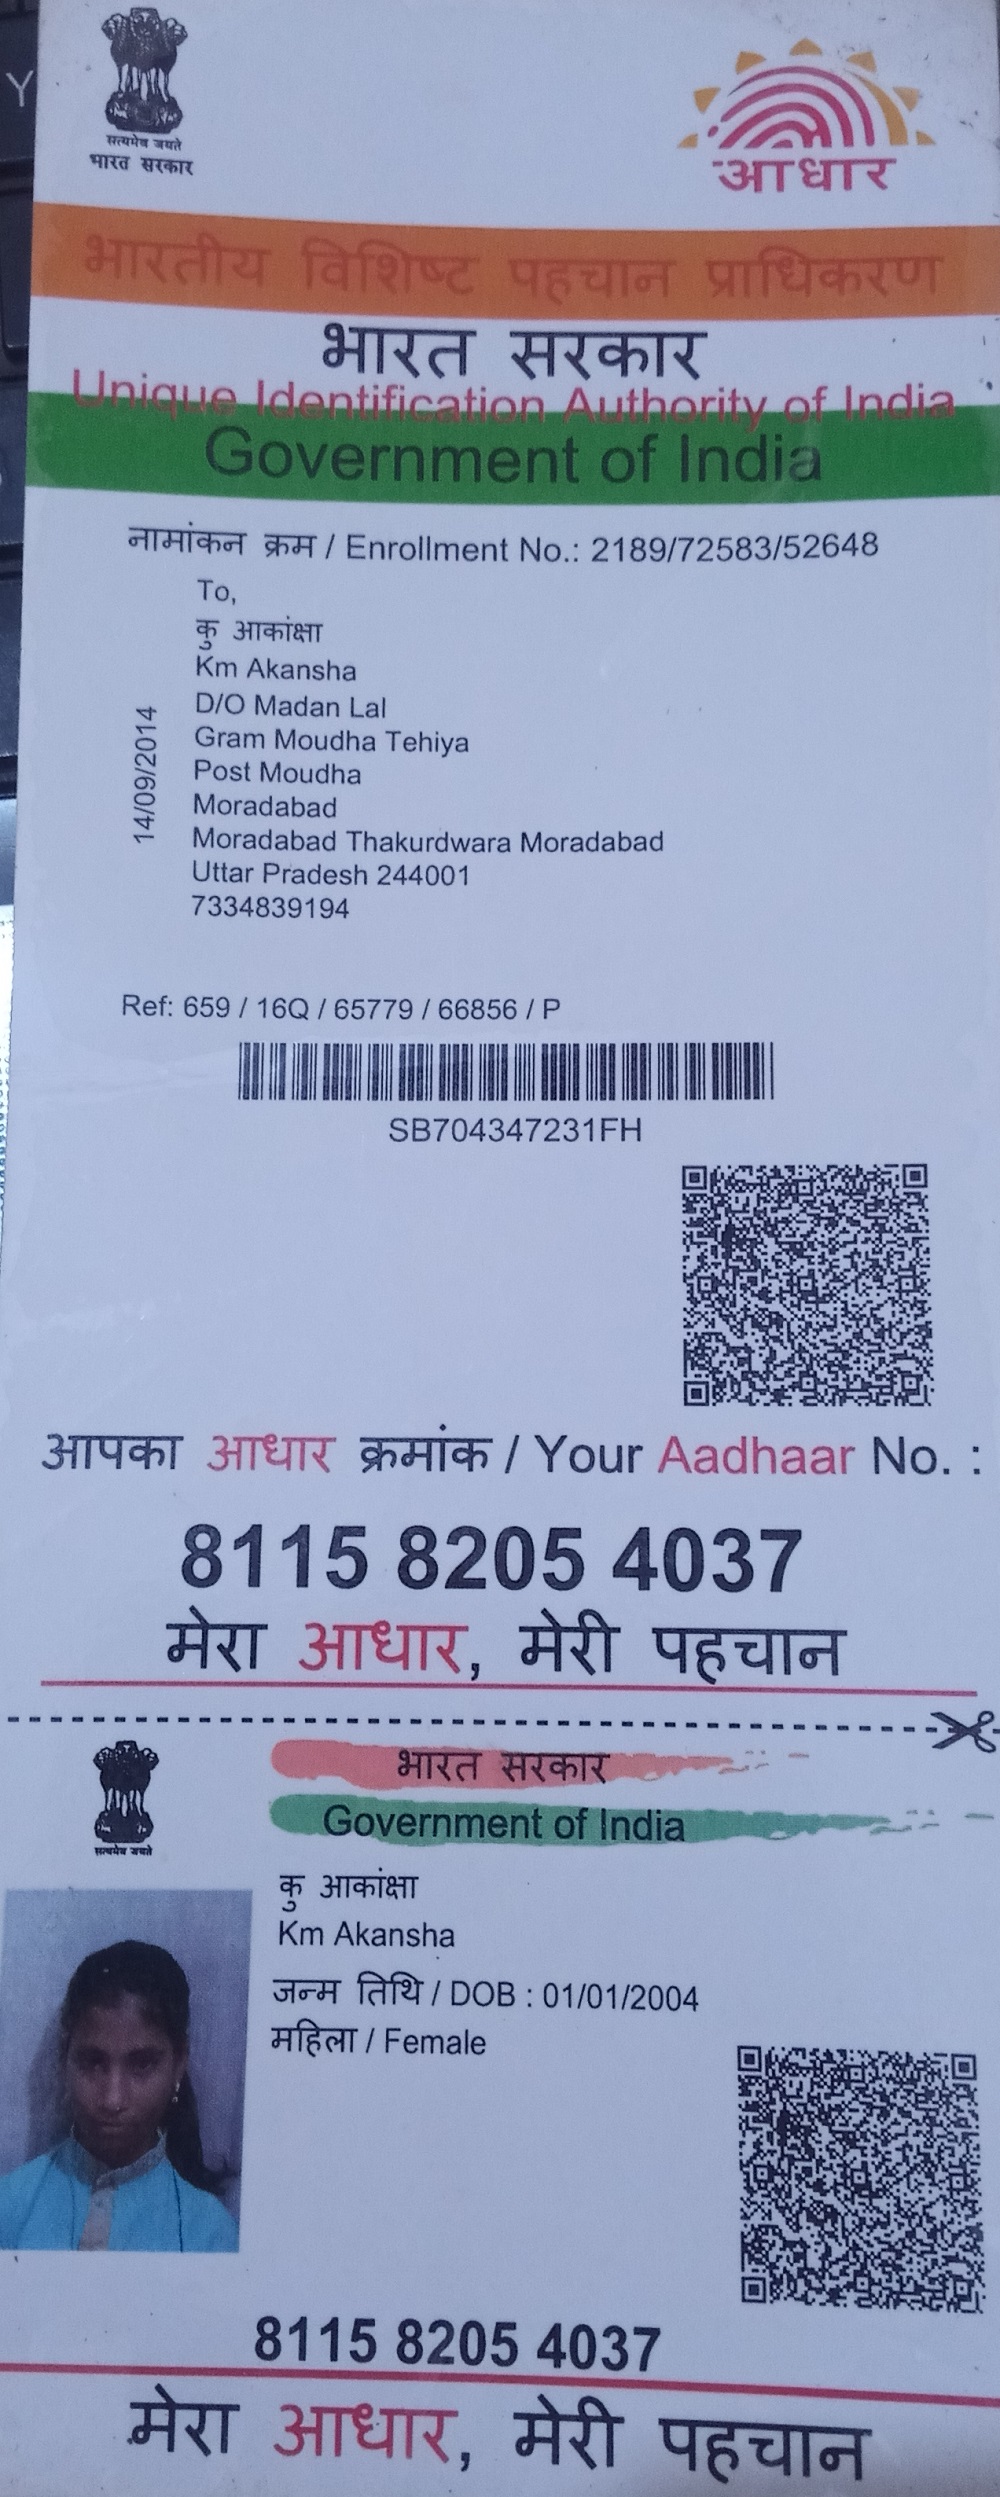 सत्यमेव जयते
भारत सरकार
आधार
भारतीय विशिष्ट पहचान प्राधिकरण
भारत सरकार
Unique Identification Authority of India
Government of India
नामांकन क्रम / Enrollment No.: 2189/72583/52648
To,
कु आकांक्षा
Km Akansha
D/O Madan Lal
Gram Moudha Tehiya
Post Moudha
Moradabad
Moradabad Thakurdwara Moradabad
Uttar Pradesh 244001
7334839194
14/09/2014
Ref: 659 / 16Q / 65779 / 66856 / P
SB704347231FH
आपका आधार क्रमांक / Your Aadhaar No. :
8115 8205 4037
मेरा आधार, मेरी पहचान
सत्यमेव जयते
भारत सरकार
Government of India
कु आकांक्षा
Km Akansha
जन्म तिथि / DOB : 01/01/2004
महिला / Female
8115 8205 4037
मेरा आधार, मेरी पहचान
Y